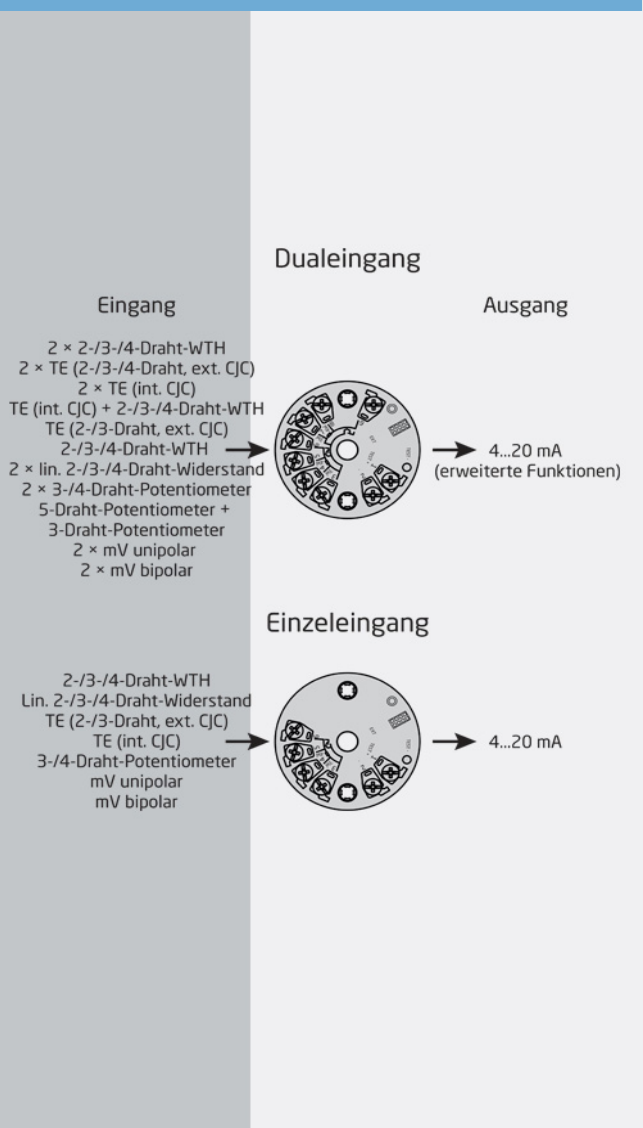 Dualeingang
Eingang
Ausgang
2 × 2-/3-/4-Draht-WTH
2 × TE (2-/3-/4-Draht, ext. CJC)
2 × TE (int. CJC)
TE (int. CJC) + 2-/3-/4-Draht-WTH
TE (2-/3-Draht, ext. CJC)
2-/3-/4-Draht-WTH
2 × lin. 2-/3-/4-Draht-Widerstand
2 × 3-/4-Draht-Potentiometer
5-Draht-Potentiometer +
3-Draht-Potentiometer
2 × mV unipolar
2 × mV bipolar
4...20 mA
(erweiterte Funktionen)
Einzeleingang
2-/3-/4-Draht-WTH
Lin. 2-/3-/4-Draht-Widerstand
TE (2-/3-Draht, ext. CJC)
TE (int. CJC)
3-/4-Draht-Potentiometer
mV unipolar
mV bipolar
4...20 mA